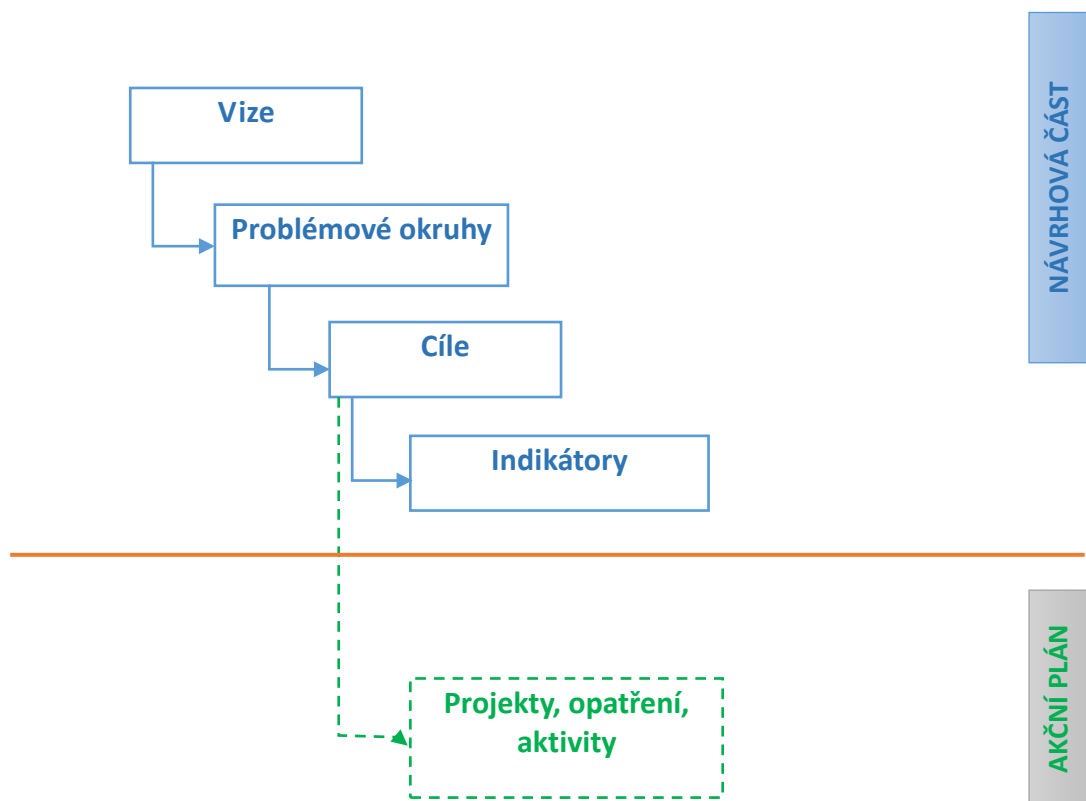 Vize
Problémové okruhy
Cíle
Indikátory
NÁVRHOVÁ ČÁST
Projekty, opatření,
aktivity
AKČNÍ PLÁN